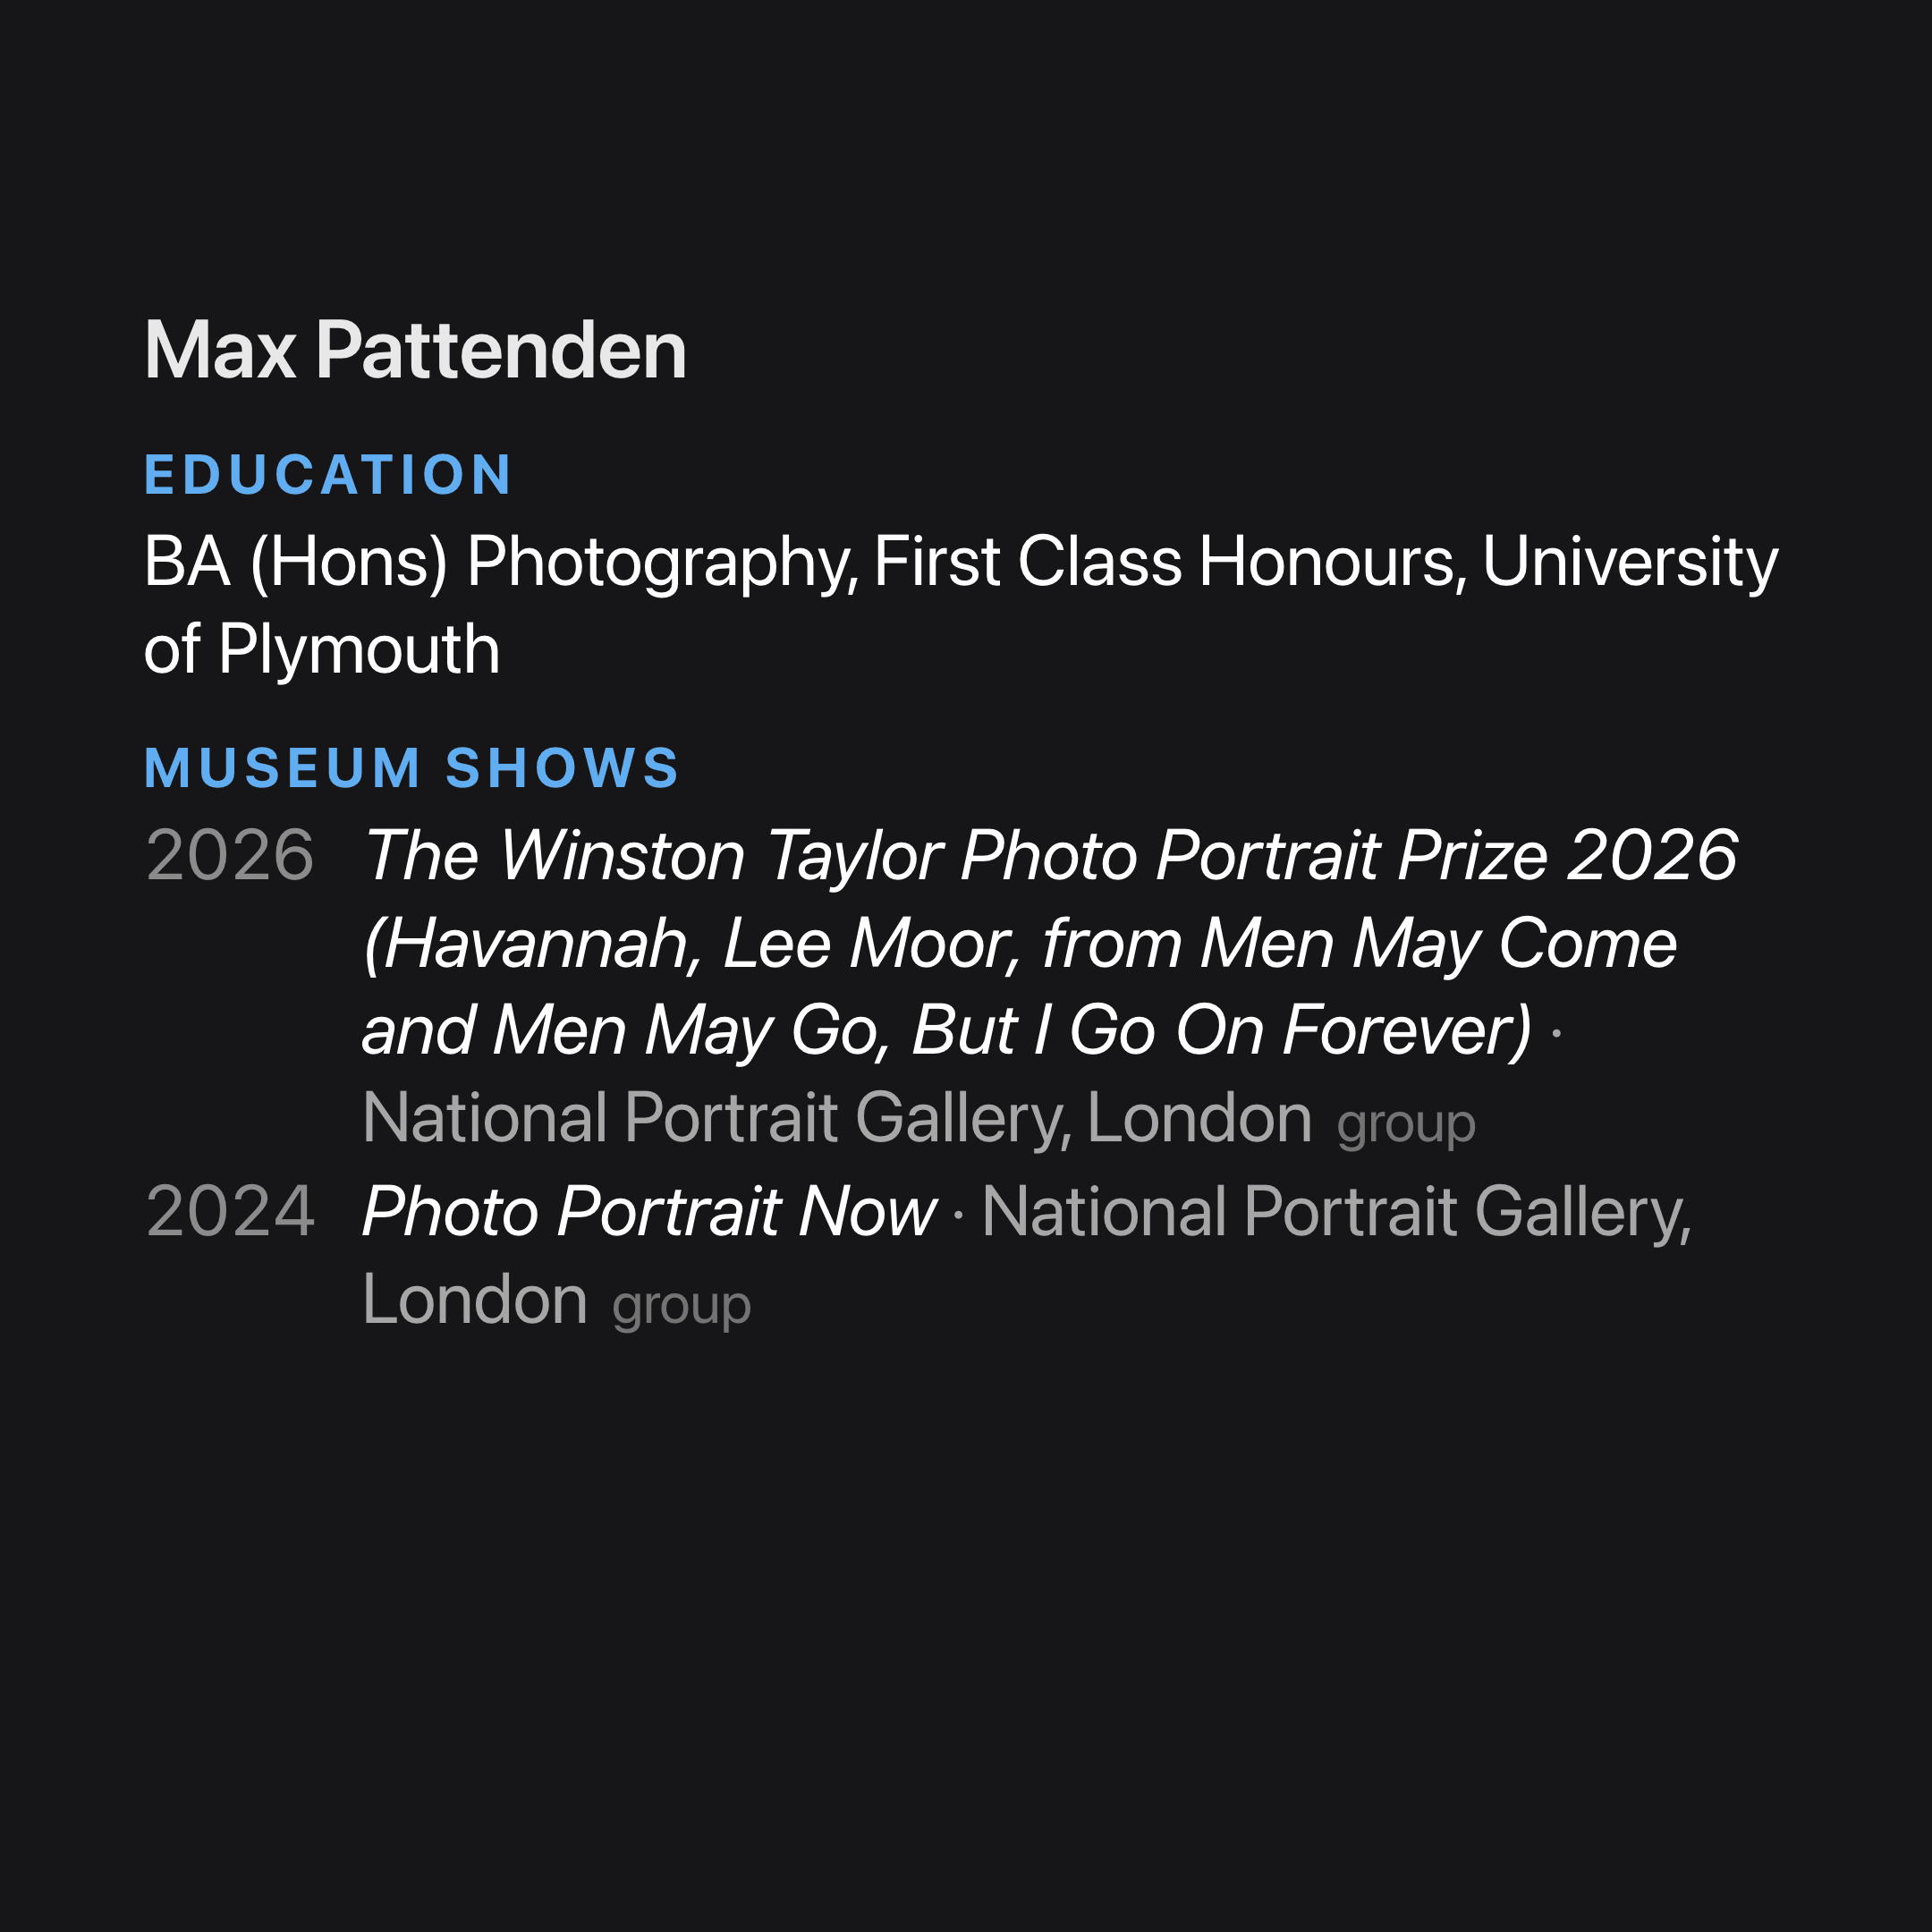 Max Pattenden
EDUCATION
BA (Hons) Photography, First Class Honours, University
of Plymouth
MUSEUM SHOWS
2026 The Winston Taylor Photo Portrait Prize 2026
(Havannah, Lee Moor, from Men May Come
and Men May Go, But I Go On Forever) ·
National Portrait Gallery, London group
2024 Photo Portrait Now · National Portrait Gallery,
London group